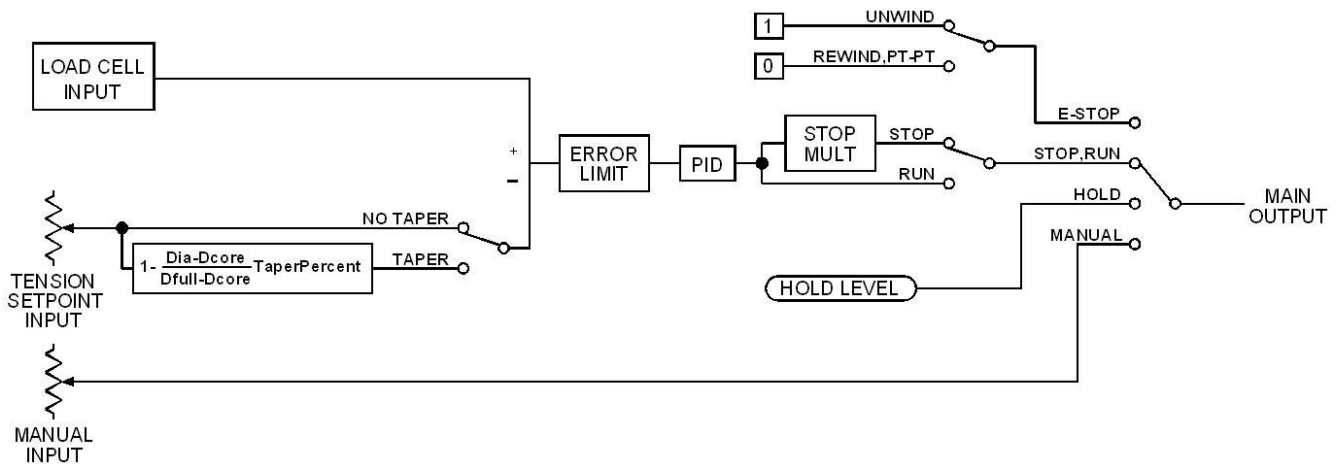 LOAD CELL
INPUT
1
UNWIND
0
REWIND,PT-PT
E-STOP
+
−
ERROR
LIMIT
PID
STOP
MULT
STOP
RUN
STOP,RUN
HOLD
MANUAL
MAIN
OUTPUT
NO TAPER
1- Dia-Dcore TaperPercent
Dfull-Dcore
TAPER
TENSION
SETPOINT
INPUT
HOLD LEVEL
MANUAL
INPUT